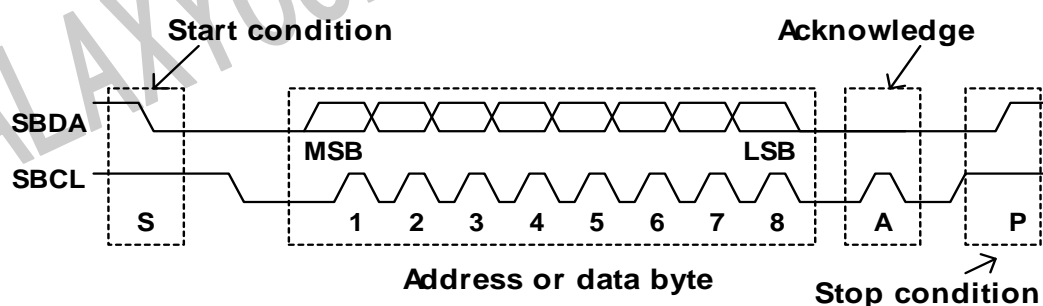 Start condition
Acknowledge
SBDA
MSB
LSB
SBCL
S
1 2 3 4 5 6 7 8
A
P
Address or data byte
Stop condition